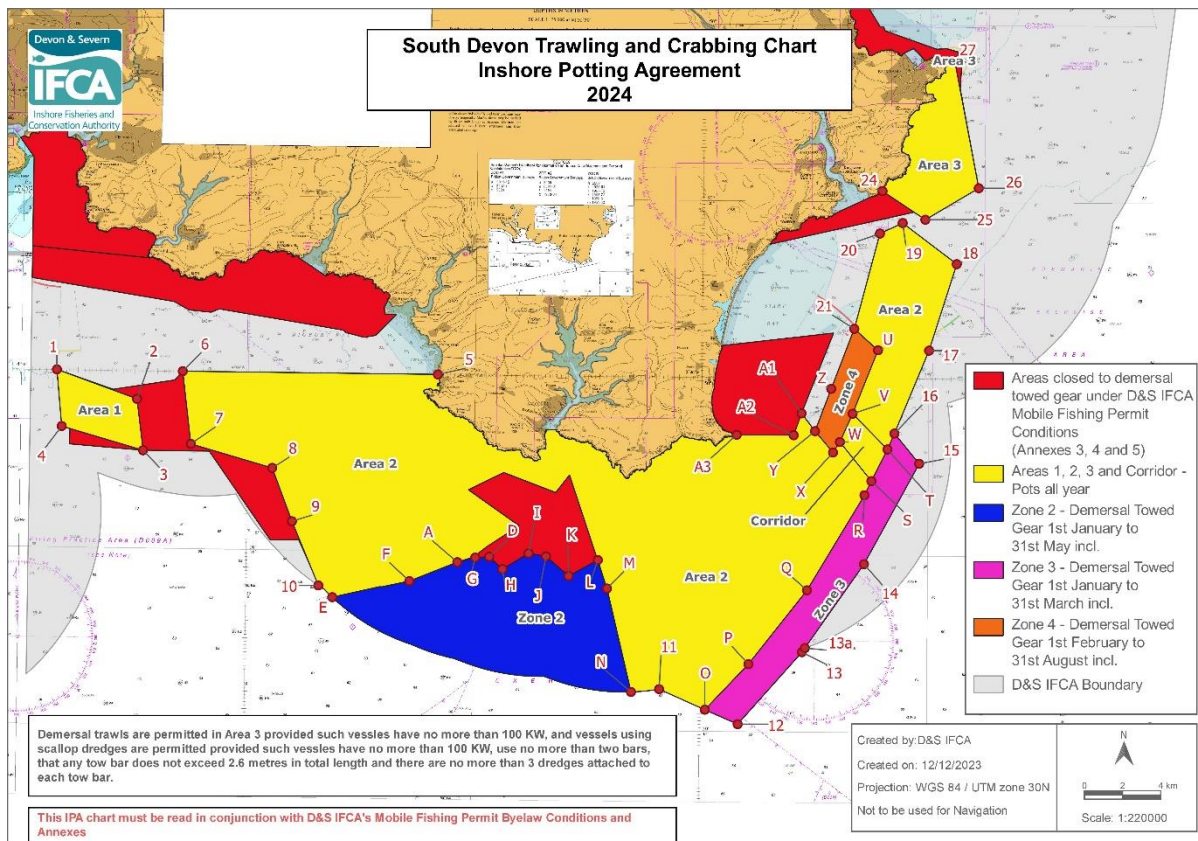 Devon & Severn
IFCA
Inshore Fisheries and
Conservation Authority
South Devon Trawling and Crabbing Chart
Inshore Potting Agreement
2024
27
Area 3
Area 3
24
26
25
20
19
18
21
Area 2
U
17
1
2
6
5
Area 1
4
3
7
8
9
10
Area 2
A1
A2
A3
Z
Zone 4
V
W
Y
X
Corridor
16
15
T
S
R
A
F
E
G
D
H
I
J
K
L
M
Zone 2
N
11
Area 2
Q
P
O
Zone 3
14
13a.
13
12
Areas closed to demersal
towed gear under D&S IFCA
Mobile Fishing Permit
Conditions
(Annexes 3, 4 and 5)
Areas 1, 2, 3 and Corridor -
Pots all year
Zone 2 - Demersal Towed
Gear 1st January to
31st May incl.
Zone 3 - Demersal Towed
Gear 1st January to
31st March incl.
Zone 4 - Demersal Towed
Gear 1st February to
31st August incl.
D&S IFCA Boundary
Demersal trawls are permitted in Area 3 provided such vessles have no more than 100 KW, and vessels using
scallop dredges are permitted provided such vessles have no more than 100 KW, use no more than two bars,
that any tow bar does not exceed 2.6 metres in total length and there are no more than 3 dredges attached to
each tow bar.
This IPA chart must be read in conjunction with D&S IFCA's Mobile Fishing Permit Byelaw Conditions and
Annexes
Created by:D&S IFCA
Created on: 12/12/2023
Projection: WGS 84 / UTM zone 30N
Not to be used for Navigation
N
0 2 4 km
Scale: 1:220000